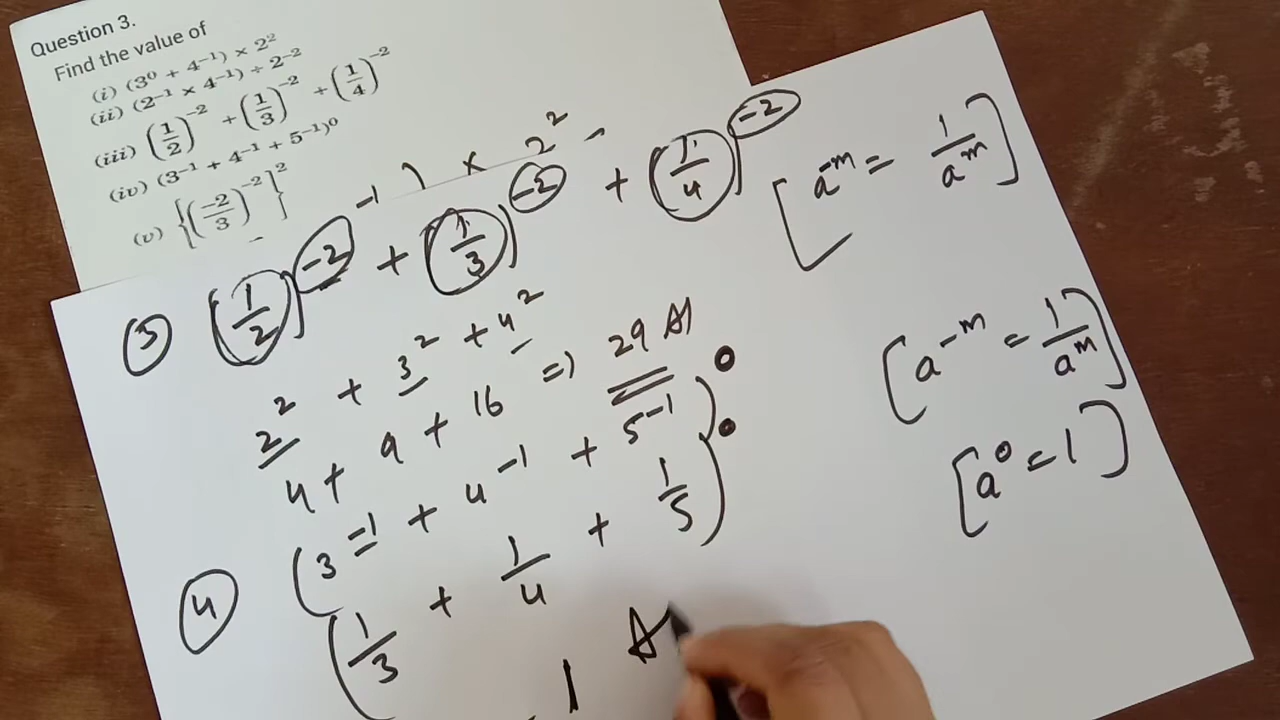 Question 3.
Find the value of
(i) (3⁰ + 4⁻¹) × 2²
(ii) (2⁻¹ × 4⁻¹) ÷ 2⁻²
(iii) (1/2)⁻² + (1/3)⁻² + (1/4)⁻²
(iv) (3⁻¹ + 4⁻¹ + 5⁻¹)⁰
(v) {(-2/3)⁻²}²
⁻¹) × 2²
(3) (1/2)⁻² + (1/3)⁻² + (1/4)⁻² [a⁻ᵐ = 1/aᵐ]
2² + 3² + 4²
4 + 9 + 16 => 29 A
[a⁻ᵐ = 1/aᵐ]
(4) (3⁻¹ + 4⁻¹ + 5⁻¹)⁰
[a⁰ = 1]
(1/3 + 1/4 + 1/5)⁰
1 A